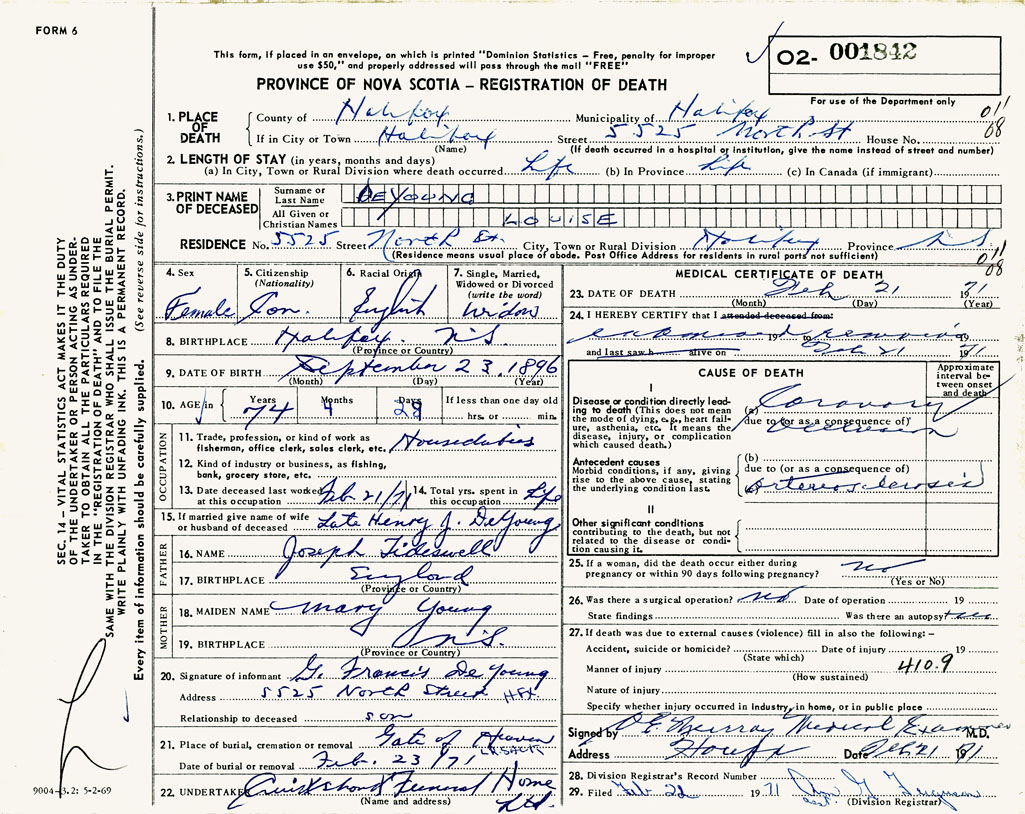 FORM 6
This form, if placed in an envelope, on which is printed "Dominion Statistics – Free, penalty for improper
use $50," and properly addressed will pass through the mail "FREE"
PROVINCE OF NOVA SCOTIA – REGISTRATION OF DEATH
02- 001842
For use of the Department only
011
08
1. PLACE OF DEATH
County of Halifax Municipality of Halifax
If in City or Town Halifax Street 5525 North St House No.
(Name) (If death occurred in a hospital or institution, give the name instead of street and number)
2. LENGTH OF STAY (in years, months and days)
(a) In City, Town or Rural Division where death occurred Life (b) In Province Life (c) In Canada (if immigrant)
3. PRINT NAME OF DECEASED
Surname or Last Name DEYOUNG
All Given or Christian Names LOUISE
RESIDENCE No. 5525 Street North St. City, Town or Rural Division Halifax Province N.S.
(Residence means usual place of abode. Post Office Address for residents in rural parts not sufficient)
011
08
4. Sex Female
5. Citizenship (Nationality) Can.
6. Racial Origin English
7. Single, Married, Widowed or Divorced (write the word) Widow
8. BIRTHPLACE Halifax, N.S.
(Province or Country)
9. DATE OF BIRTH September 23, 1896
(Month) (Day) (Year)
10. AGE in Years 74 Months 4 Days 29 If less than one day old
hrs. or min.
OCCUPATION
11. Trade, profession, or kind of work as
fisherman, office clerk, sales clerk, etc. Houseduties
12. Kind of industry or business, as fishing,
bank, grocery store, etc.
13. Date deceased last worked at this occupation Feb 21/71 14. Total yrs. spent in this occupation Life
15. If married give name of wife
or husband of deceased Late Henry J. DeYoung
FATHER
16. NAME Joseph Tideswell
17. BIRTHPLACE England
(Province or Country)
MOTHER
18. MAIDEN NAME Mary Young
19. BIRTHPLACE N.S.
(Province or Country)
20. Signature of informant G. Francis De Young
Address 5525 North Street HFX.
Relationship to deceased son
21. Place of burial, cremation or removal Gate of Heaven
Date of burial or removal Feb. 23/71
22. UNDERTAKER Cruikshank Funeral Home Ltd.
(Name and address)
MEDICAL CERTIFICATE OF DEATH
23. DATE OF DEATH Feb 21 1971
(Month) (Day) (Year)
24. I HEREBY CERTIFY that I attended deceased from:
examined remains 19 to Feb 21 1971
and last saw h alive on
CAUSE OF DEATH
Approximate interval between onset and death
I
Disease or condition directly leading to death (This does not mean the mode of dying, e.g., heart failure, asthenia, etc. It means the disease, injury, or complication which caused death.)
(a) Coronary
due to (or as a consequence of)
Occlusion
Antecedent causes
Morbid conditions, if any, giving rise to the above cause, stating the underlying condition last.
(b)
due to (or as a consequence of)
Arteriosclerosis
II
Other significant conditions contributing to the death, but not related to the disease or condition causing it.
25. If a woman, did the death occur either during
pregnancy or within 90 days following pregnancy? no
(Yes or No)
26. Was there a surgical operation? no Date of operation 19
State findings Was there an autopsy?
27. If death was due to external causes (violence) fill in also the following: –
Accident, suicide or homicide? Date of injury 19
(State which)
Manner of injury 410.9
(How sustained)
Nature of injury
Specify whether injury occurred in industry, in home, or in public place
Signed by Murray Medical Examiner M.D.
Address Date Feb 21 1971
28. Division Registrar's Record Number
29. Filed Feb 22 1971 Ferguson
(Division Registrar)
SEC. 14 – VITAL STATISTICS ACT MAKES IT THE DUTY
OF THE UNDERTAKER OR PERSON ACTING AS UNDER-
TAKER TO OBTAIN ALL THE PARTICULARS REQUIRED
IN THE "REGISTRATION OF DEATH" AND TO FILE THE
SAME WITH THE DIVISION REGISTRAR WHO SHALL ISSUE THE BURIAL PERMIT.
WRITE PLAINLY WITH UNFADING INK. THIS IS A PERMANENT RECORD.
Every item of information should be carefully supplied. (See reverse side for instructions.)
9004-3.2: 5-2-69